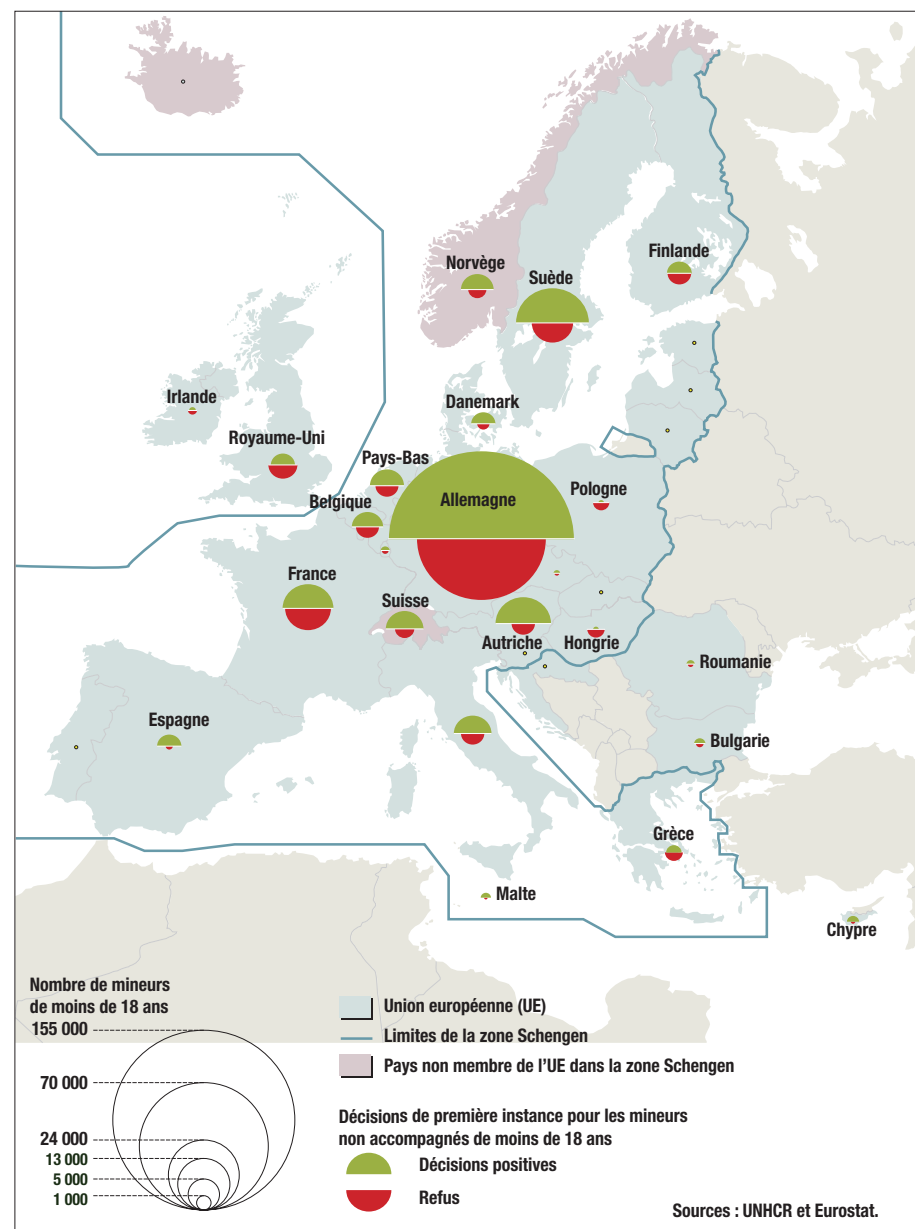 Norvège
Suède
Finlande
Irlande
Royaume-Uni
Danemark
Pays-Bas
Belgique
Allemagne
Pologne
France
Suisse
Autriche
Hongrie
Roumanie
Espagne
Bulgarie
Grèce
Malte
Chypre
Nombre de mineurs
de moins de 18 ans
155 000
70 000
24 000
13 000
5 000
1 000
Union européenne (UE)
Limites de la zone Schengen
Pays non membre de l'UE dans la zone Schengen
Décisions de première instance pour les mineurs
non accompagnés de moins de 18 ans
Décisions positives
Refus
Sources : UNHCR et Eurostat.